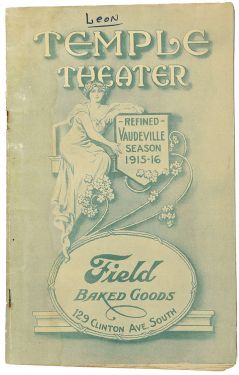 Leon
TEMPLE
THEATER
-REFINED-
VAUDEVILLE
SEASON
1915-16
Field
BAKED GOODS
129 CLINTON AVE. SOUTH